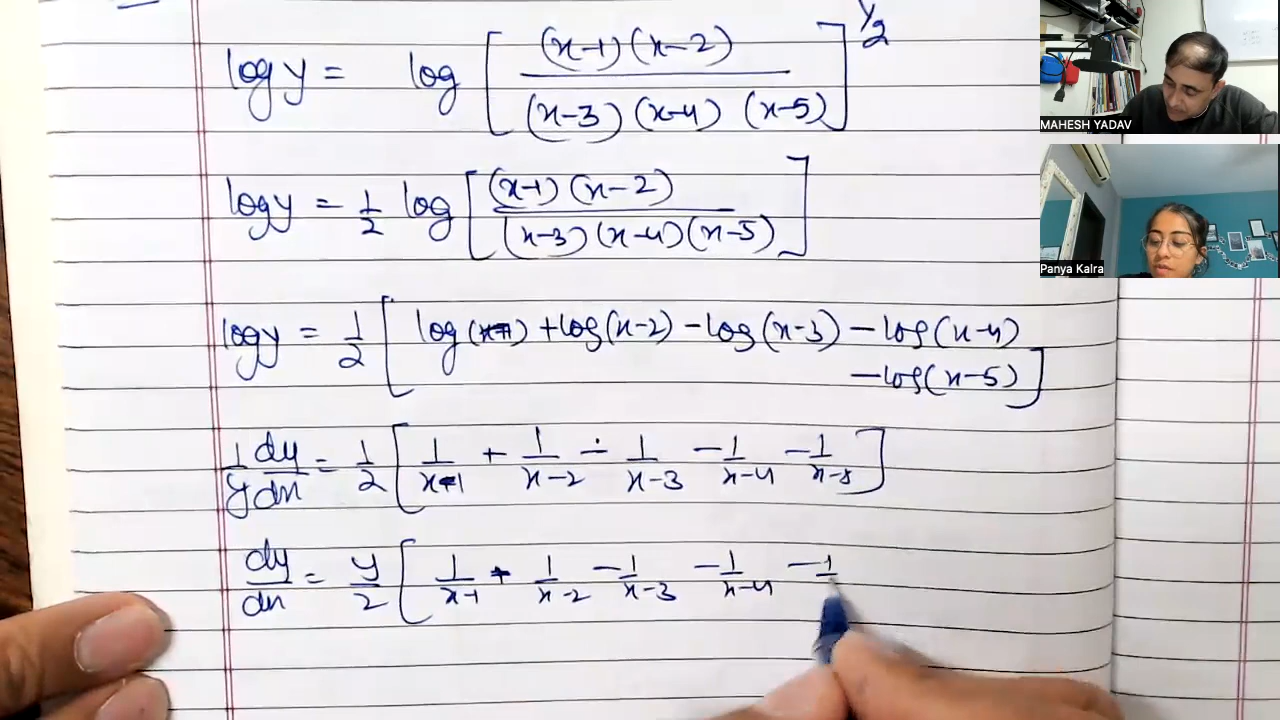 log y = log [ (x-1)(x-2) / (x-3)(x-4)(x-5) ]^1/2
log y = 1/2 log [ (x-1)(x-2) / (x-3)(x-4)(x-5) ]
log y = 1/2 [ log(x-1) + log(x-2) - log(x-3) - log(x-4)
- log(x-5) ]
1/y dy/dx = 1/2 [ 1/x-1 + 1/x-2 - 1/x-3 - 1/x-4 - 1/x-5 ]
dy/dx = y/2 [ 1/x-1 + 1/x-2 - 1/x-3 - 1/x-4 - 1/
MAHESH YADAV
Panya Kalra